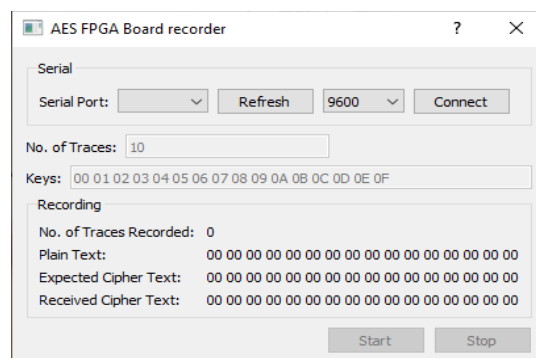 AES FPGA Board recorder ? X
Serial
Serial Port: Refresh 9600 Connect
No. of Traces: 10
Keys: 00 01 02 03 04 05 06 07 08 09 0A 0B 0C 0D 0E 0F
Recording
No. of Traces Recorded: 0
Plain Text: 00 00 00 00 00 00 00 00 00 00 00 00 00 00 00 00
Expected Cipher Text: 00 00 00 00 00 00 00 00 00 00 00 00 00 00 00 00
Received Cipher Text: 00 00 00 00 00 00 00 00 00 00 00 00 00 00 00 00
Start Stop